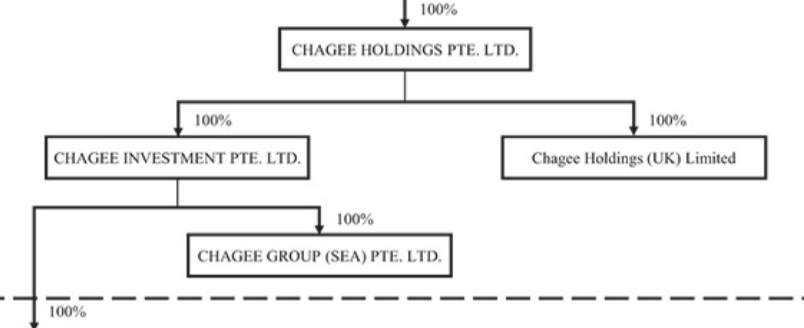 100%
CHAGEE HOLDINGS PTE. LTD.
100%
100%
CHAGEE INVESTMENT PTE. LTD.
Chagee Holdings (UK) Limited
100%
CHAGEE GROUP (SEA) PTE. LTD.
100%